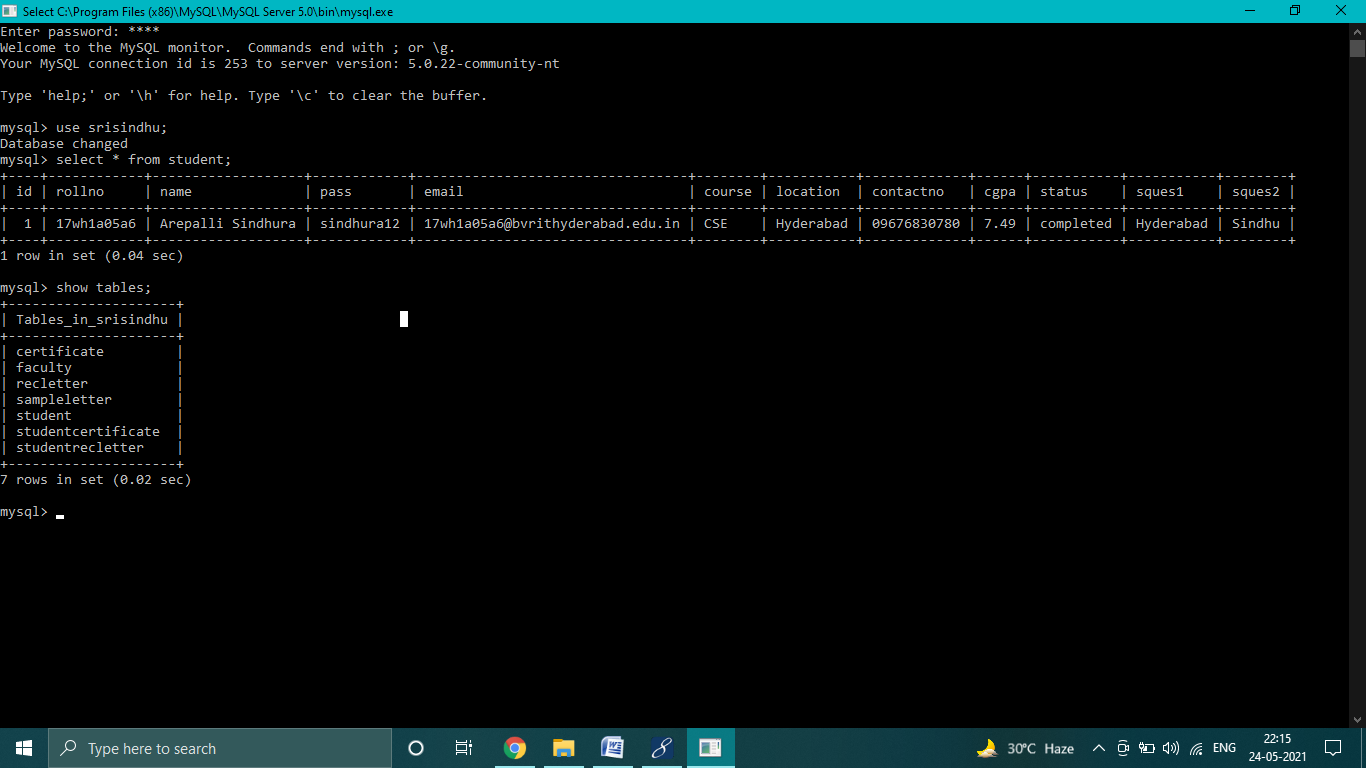 Select C:\Program Files (x86)\MySQL\MySQL Server 5.0\bin\mysql.exe
Enter password: ****
Welcome to the MySQL monitor.  Commands end with ; or \g.
Your MySQL connection id is 253 to server version: 5.0.22-community-nt
Type 'help;' or '\h' for help. Type '\c' to clear the buffer.
mysql> use srisindhu;
Database changed
mysql> select * from student;
+----+------------+-------------------+------------+------------------------------+--------+-----------+------------+------+-----------+-----------+--------+
| id | rollno     | name              | pass       | email                            | course | location  | contactno   | cgpa | status    | sques1    | sques2 |
+----+------------+-------------------+------------+------------------------------+--------+-----------+------------+------+-----------+-----------+--------+
|  1 | 17wh1a05a6 | Arepalli Sindhura | sindhura12 | 17wh1a05a6@bvrithyderabad.edu.in | CSE    | Hyderabad | 09676830780 | 7.49 | completed | Hyderabad | Sindhu |
+----+------------+-------------------+------------+------------------------------+--------+-----------+------------+------+-----------+-----------+--------+
1 row in set (0.04 sec)
mysql> show tables;
+---------------------+
| Tables_in_srisindhu |
+---------------------+
| certificate         |
| faculty             |
| recletter           |
| sampleletter        |
| student             |
| studentcertificate  |
| studentrecletter    |
+---------------------+
7 rows in set (0.02 sec)
mysql>
Type here to search
30°C Haze
ENG
22:15
24-05-2021